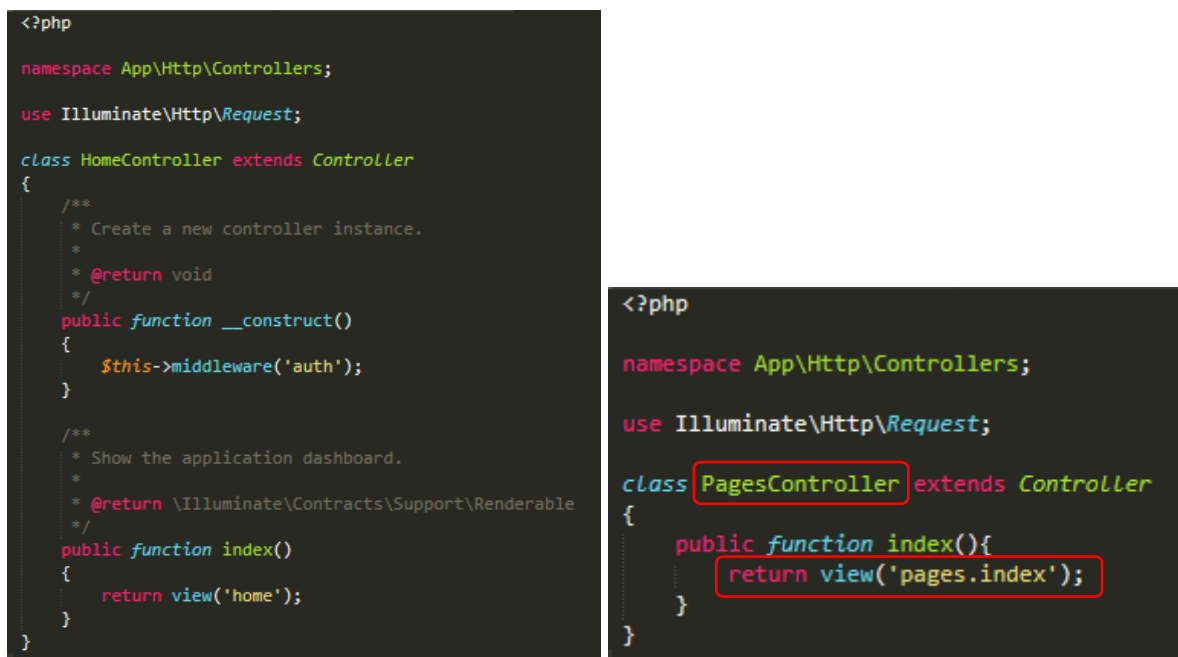 <?php
namespace App\Http\Controllers;
use Illuminate\Http\Request;
class HomeController extends Controller
{
/**
* Create a new controller instance.
*
* @return void
*/
public function __construct()
{
$this->middleware('auth');
}
/**
* Show the application dashboard.
*
* @return \Illuminate\Contracts\Support\Renderable
*/
public function index()
{
return view('home');
}
}
<?php
namespace App\Http\Controllers;
use Illuminate\Http\Request;
class PagesController extends Controller
{
public function index(){
return view('pages.index');
}
}